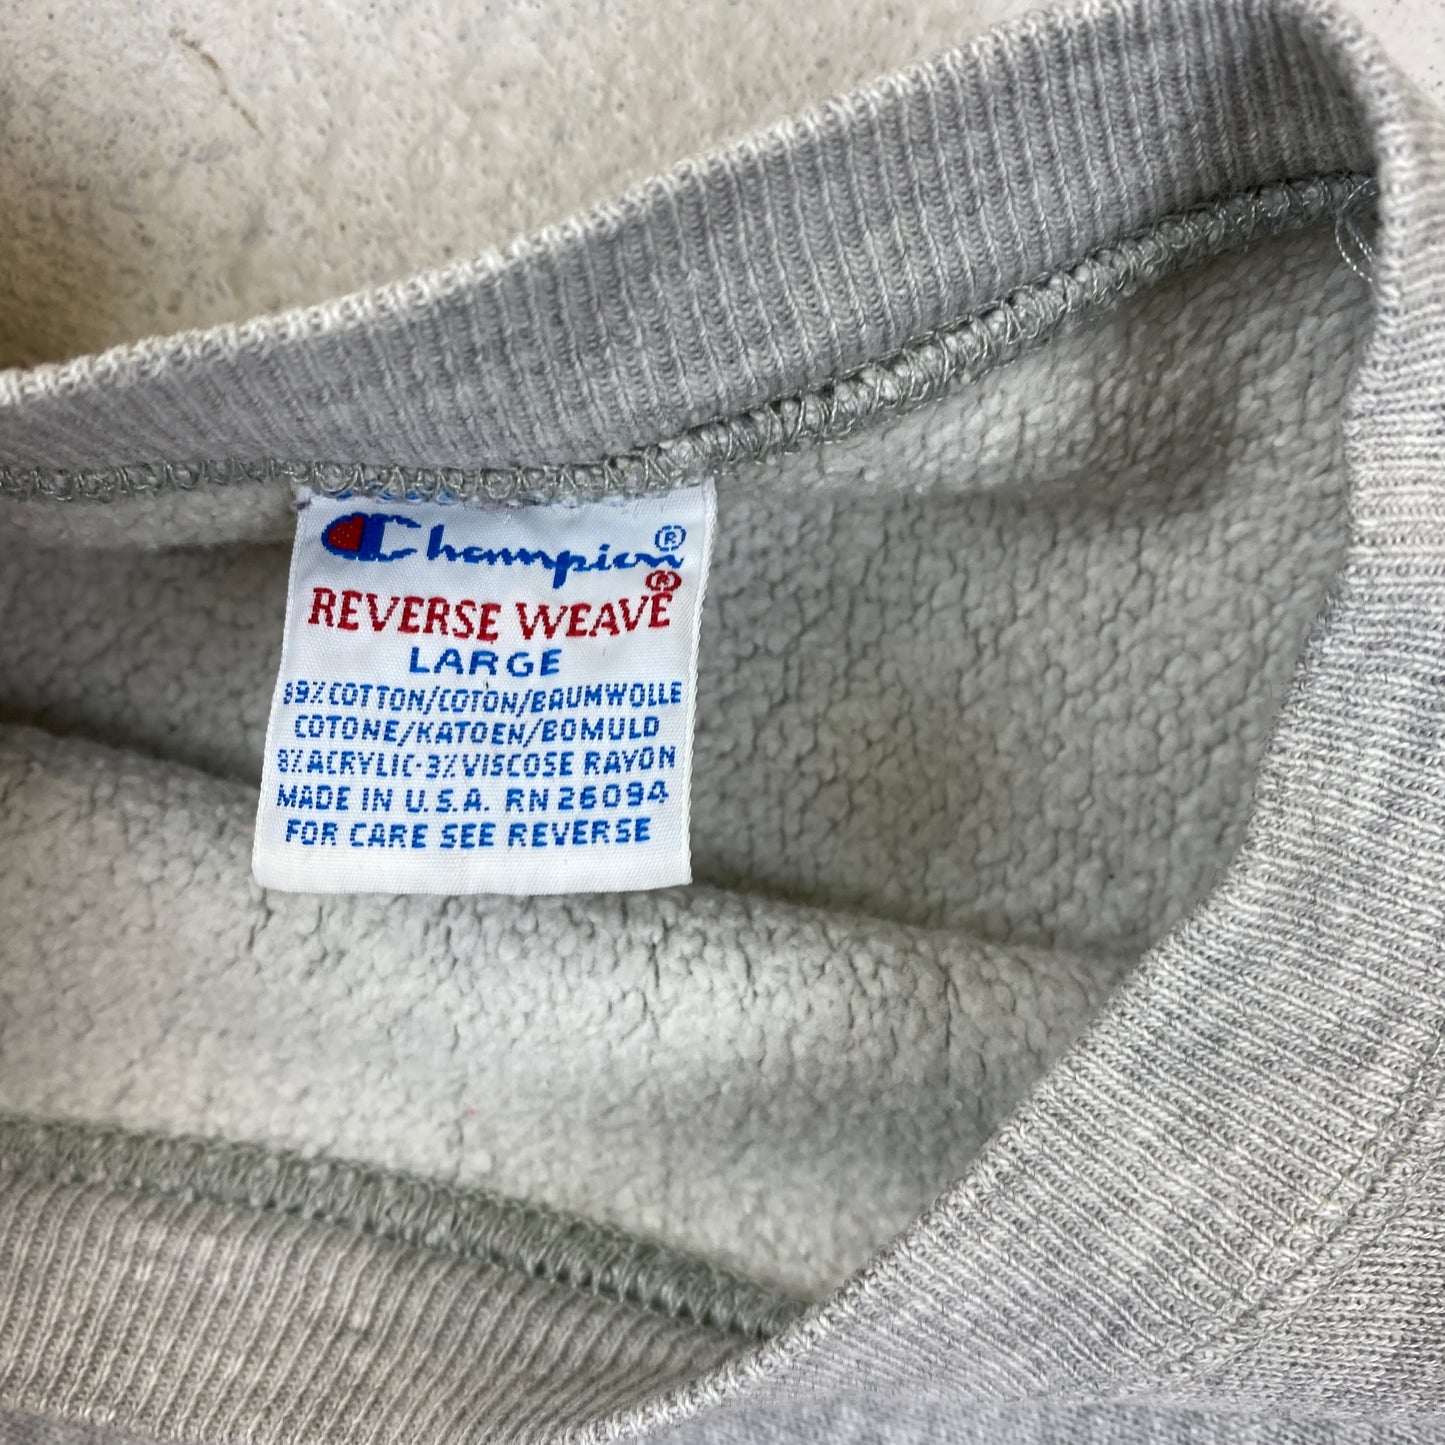 Champion®
REVERSE WEAVE®
LARGE
89%COTTON/COTON/BAUMWOLLE
COTONE/KATOEN/BOMULD
8%ACRYLIC-3%VISCOSE RAYON
MADE IN U.S.A. RN 26094
FOR CARE SEE REVERSE